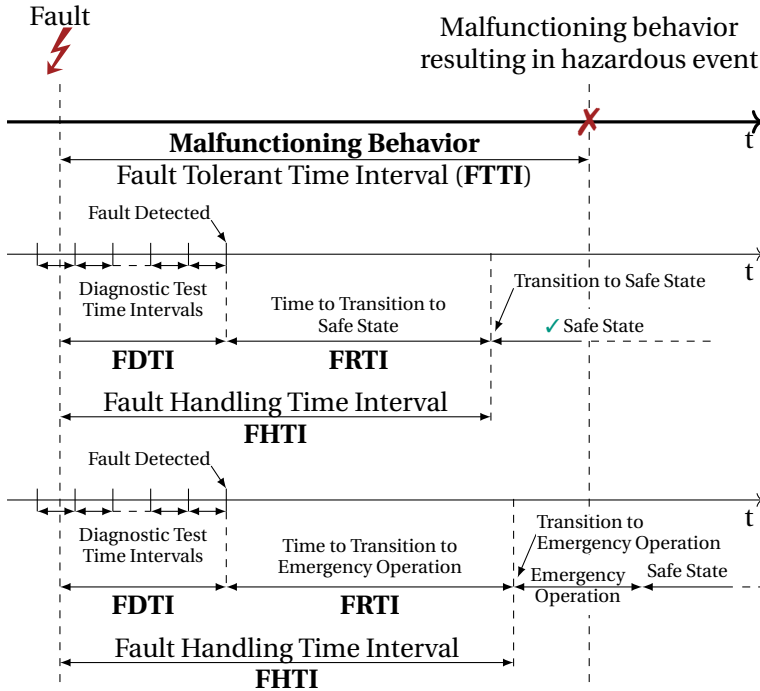 Fault
Malfunctioning behavior
resulting in hazardous event
t
Malfunctioning Behavior
Fault Tolerant Time Interval (FTTI)
Fault Detected
t
Diagnostic Test
Time Intervals
Time to Transition to
Safe State
Transition to Safe State
✓ Safe State
FDTI
FRTI
Fault Handling Time Interval
FHTI
Fault Detected
t
Diagnostic Test
Time Intervals
Time to Transition to
Emergency Operation
Transition to
Emergency Operation
Emergency
Operation
Safe State
FDTI
FRTI
Fault Handling Time Interval
FHTI